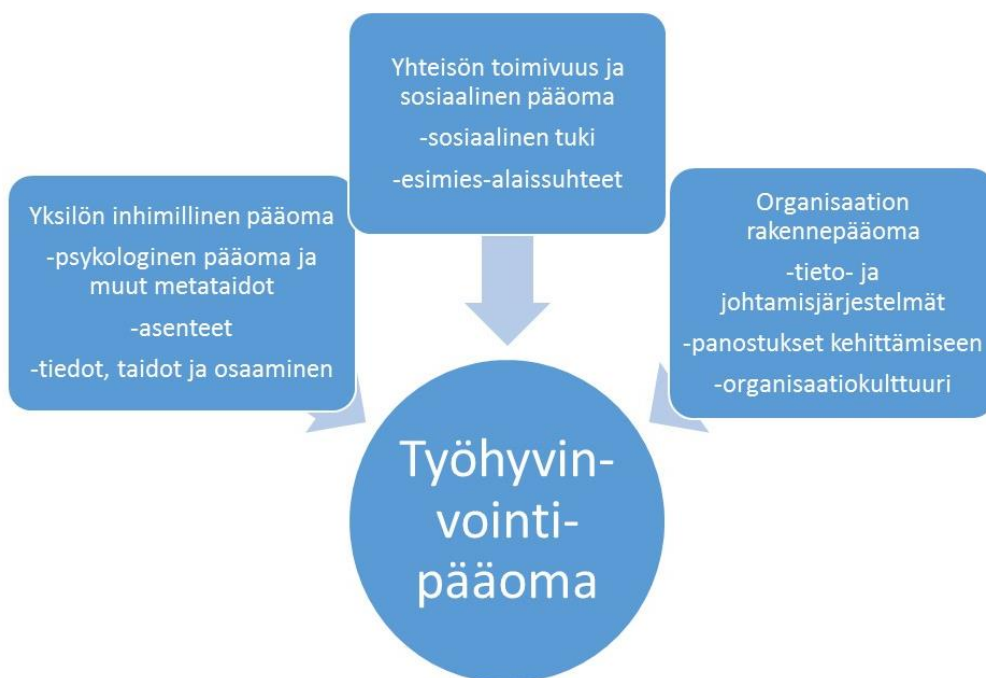 Yhteisön toimivuus ja
sosiaalinen pääoma
-sosiaalinen tuki
-esimies-alaissuhteet
Yksilön inhimillinen pääoma
-psykologinen pääoma ja
muut metataidot
-asenteet
-tiedot, taidot ja osaaminen
Organisaation
rakennepääoma
-tieto- ja
johtamisjärjestelmät
-panostukset kehittämiseen
-organisaatiokulttuuri
Työhyvin-
vointi-
pääoma